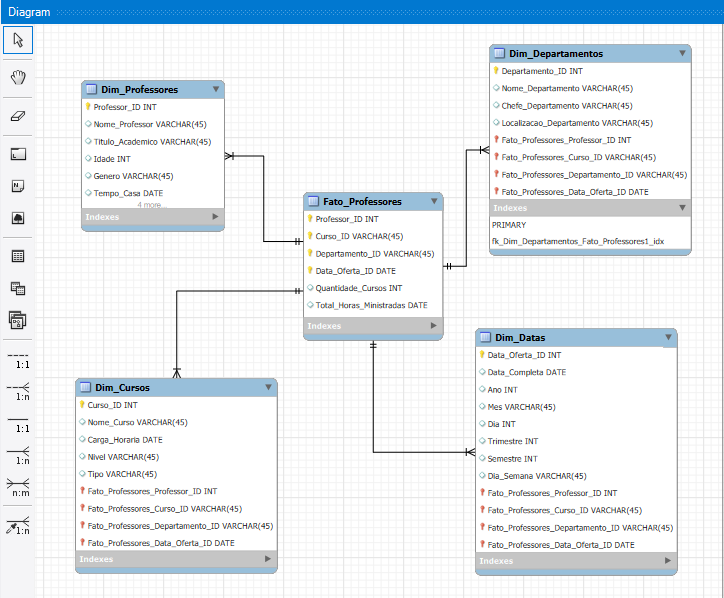 Diagram
Dim_Professores
Professor_ID INT
Nome_Professor VARCHAR(45)
Titulo_Academico VARCHAR(45)
Idade INT
Genero VARCHAR(45)
Tempo_Casa DATE
4 more...
Indexes
Dim_Departamentos
Departamento_ID INT
Nome_Departamento VARCHAR(45)
Chefe_Departamento VARCHAR(45)
Localizacao_Departamento VARCHAR(45)
Fato_Professores_Professor_ID INT
Fato_Professores_Curso_ID VARCHAR(45)
Fato_Professores_Departamento_ID VARCHAR(45)
Fato_Professores_Data_Oferta_ID DATE
Indexes
PRIMARY
fk_Dim_Departamentos_Fato_Professores1_idx
Fato_Professores
Professor_ID INT
Curso_ID VARCHAR(45)
Departamento_ID VARCHAR(45)
Data_Oferta_ID DATE
Quantidade_Cursos INT
Total_Horas_Ministradas DATE
Indexes
Dim_Cursos
Curso_ID INT
Nome_Curso VARCHAR(45)
Carga_Horaria DATE
Nivel VARCHAR(45)
Tipo VARCHAR(45)
Fato_Professores_Professor_ID INT
Fato_Professores_Curso_ID VARCHAR(45)
Fato_Professores_Departamento_ID VARCHAR(45)
Fato_Professores_Data_Oferta_ID DATE
Indexes
Dim_Datas
Data_Oferta_ID INT
Data_Completa DATE
Ano INT
Mes VARCHAR(45)
Dia INT
Trimestre INT
Semestre INT
Dia_Semana VARCHAR(45)
Fato_Professores_Professor_ID INT
Fato_Professores_Curso_ID VARCHAR(45)
Fato_Professores_Departamento_ID VARCHAR(45)
Fato_Professores_Data_Oferta_ID DATE
Indexes
1:1
1:n
1:1
1:n
n:m
1:n